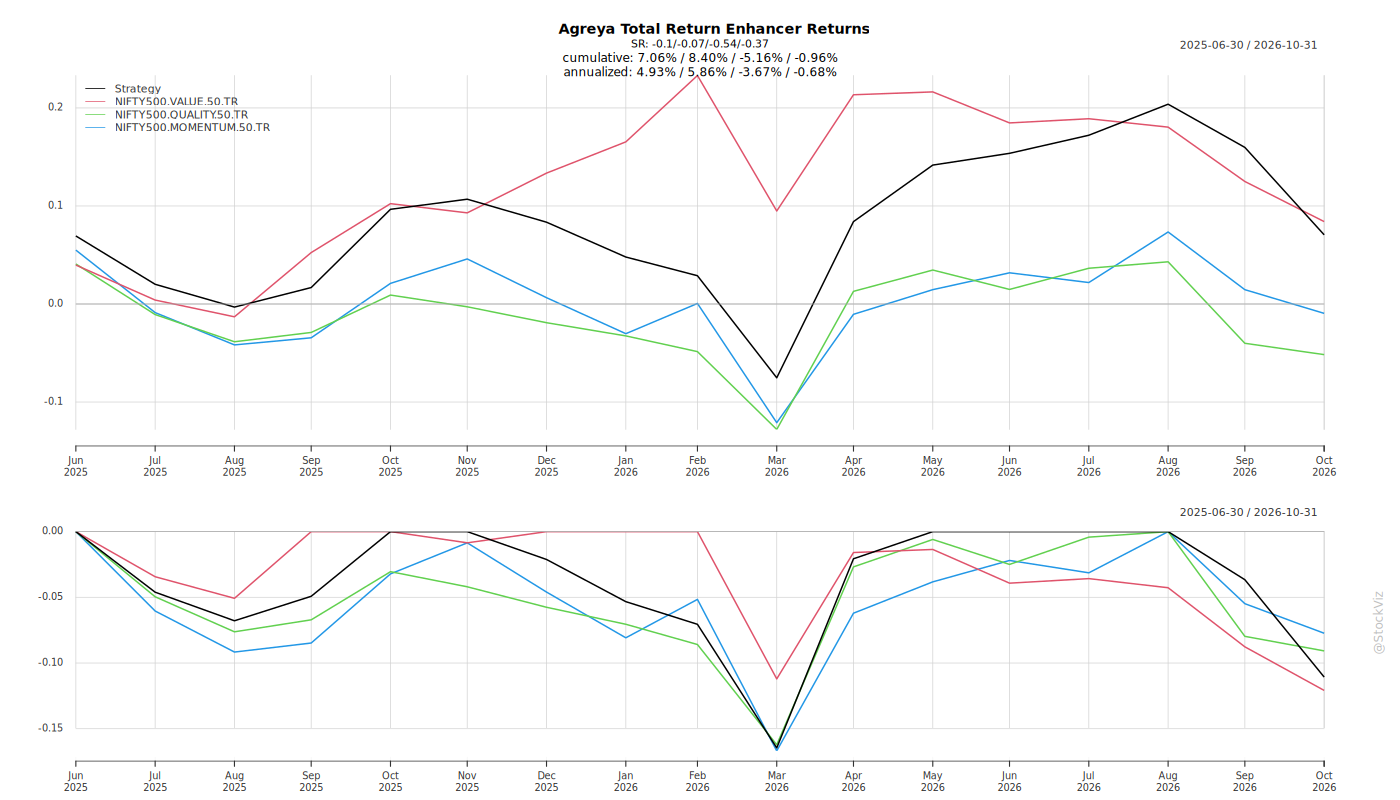 Agreya Total Return Enhancer Returns
SR: -0.1/-0.07/-0.54/-0.37
cumulative: 7.06% / 8.40% / -5.16% / -0.96%
annualized: 4.93% / 5.86% / -3.67% / -0.68%
2025-06-30 / 2026-10-31
Strategy
NIFTY500.VALUE.50.TR
NIFTY500.QUALITY.50.TR
NIFTY500.MOMENTUM.50.TR
0.2
0.1
0.0
-0.1
Jun Jul Aug Sep Oct Nov Dec Jan Feb Mar Apr May Jun Jul Aug Sep Oct
2025 2025 2025 2025 2025 2025 2025 2026 2026 2026 2026 2026 2026 2026 2026 2026 2026
2025-06-30 / 2026-10-31
0.00
-0.05
-0.10
-0.15
Jun Jul Aug Sep Oct Nov Dec Jan Feb Mar Apr May Jun Jul Aug Sep Oct
2025 2025 2025 2025 2025 2025 2025 2026 2026 2026 2026 2026 2026 2026 2026 2026 2026
@StockViz